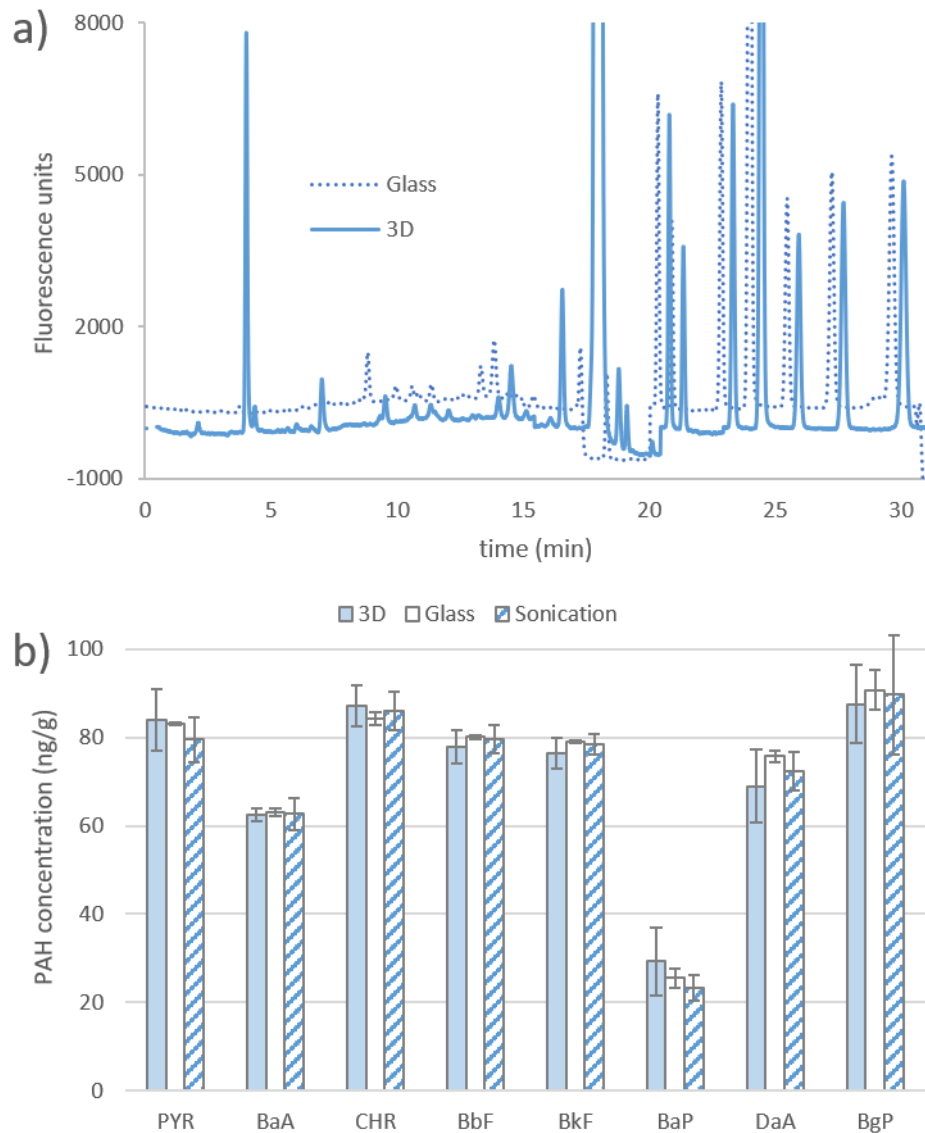 a)
8000
5000
2000
-1000
Fluorescence units
Glass
3D
0 5 10 15 20 25 30
time (min)
3D Glass Sonication
b)
100
80
60
40
20
0
PAH concentration (ng/g)
PYR BaA CHR BbF BkF BaP DaA BgP